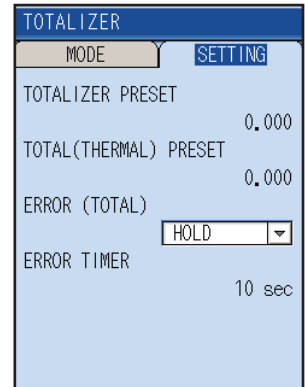 TOTALIZER
MODE SETTING
TOTALIZER PRESET
0.000
TOTAL(THERMAL) PRESET
0.000
ERROR (TOTAL)
HOLD
ERROR TIMER
10 sec